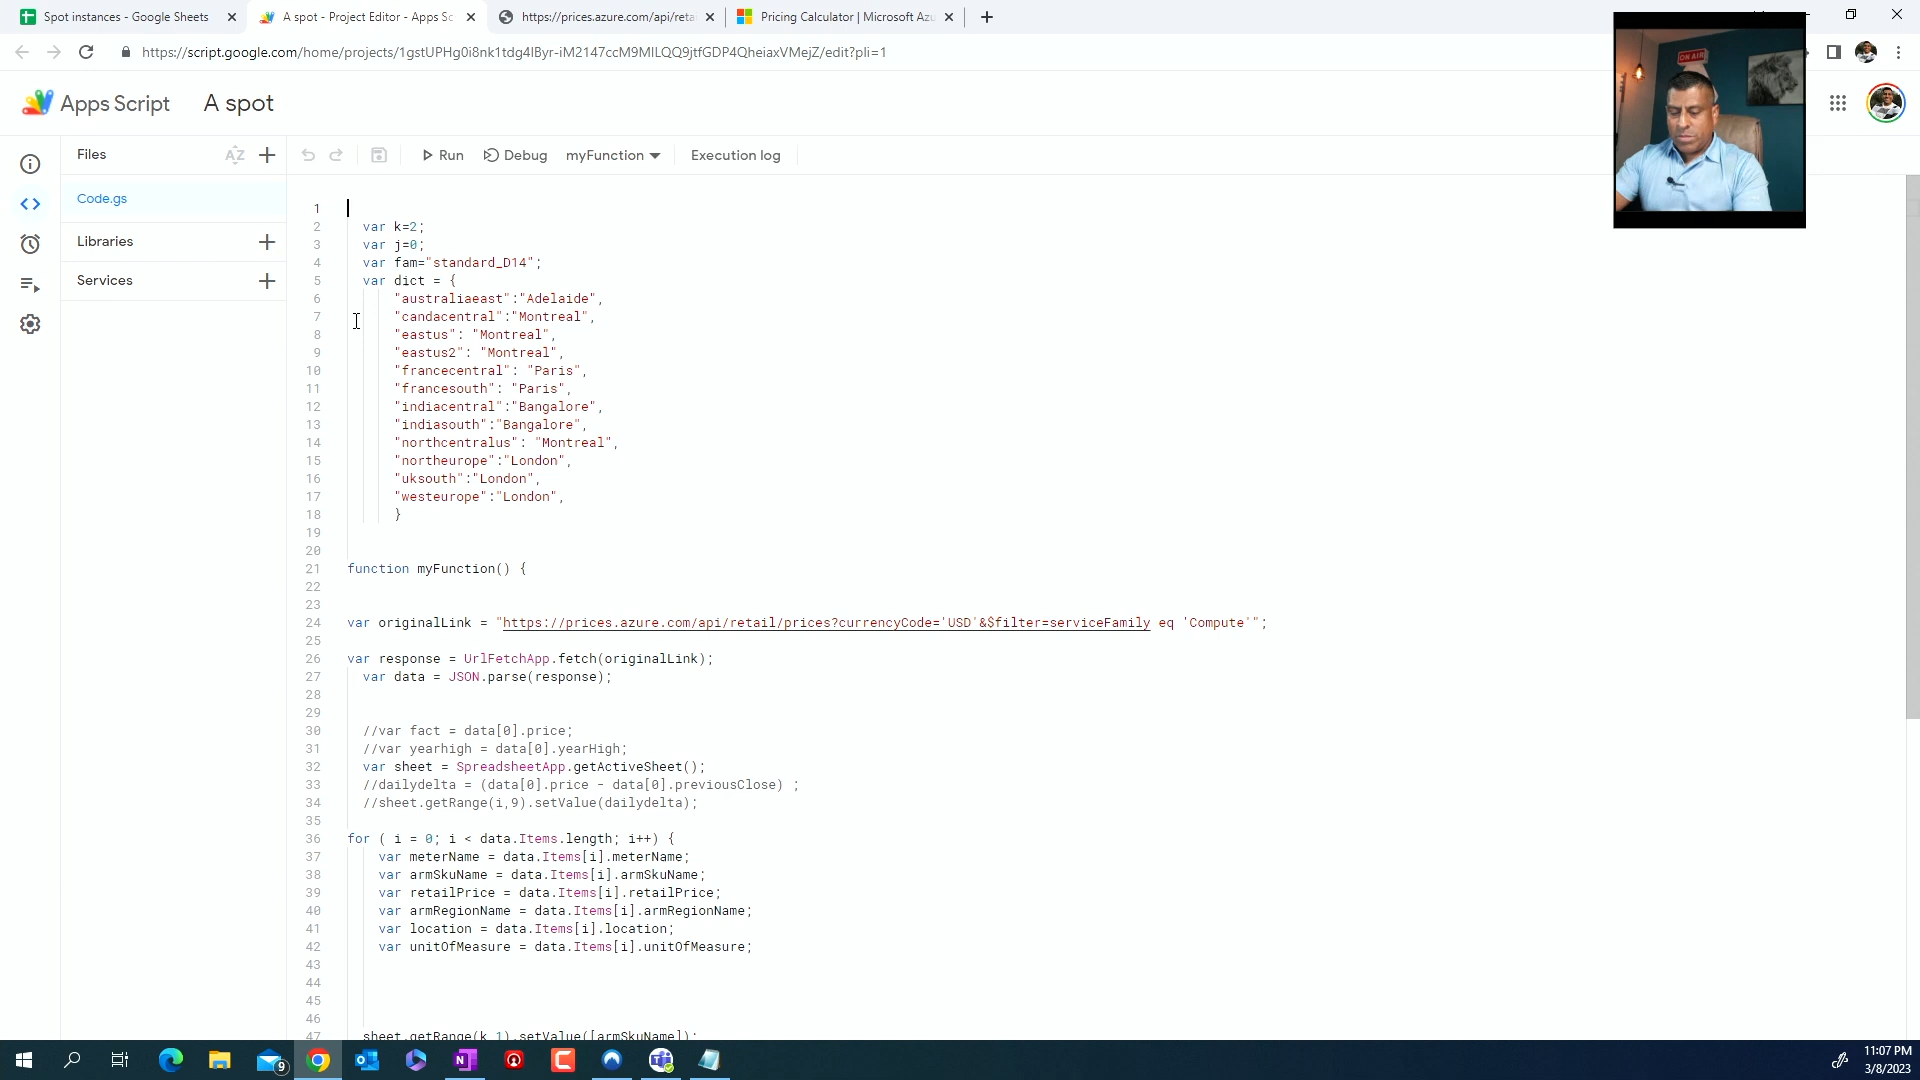 Spot instances - Google Sheets
A spot - Project Editor - Apps Sc
https://prices.azure.com/api/reta
Pricing Calculator | Microsoft Azu
https://script.google.com/home/projects/1gstUPHg0i8nk1tdg4lByr-iM2147ccM9MILQQ9jtfGDP4QheiaxVMejZ/edit?pli=1
ON AIR
Apps Script
A spot
Files
AZ
Run
Debug
myFunction
Execution log
Code.gs
Libraries
Services
1
2 var k=2;
3 var j=0;
4 var fam="standard_D14";
5 var dict = {
6 "australiaeast":"Adelaide",
7 "candacentral":"Montreal",
8 "eastus": "Montreal",
9 "eastus2": "Montreal",
10 "francecentral": "Paris",
11 "francesouth": "Paris",
12 "indiacentral":"Bangalore",
13 "indiasouth":"Bangalore",
14 "northcentralus": "Montreal",
15 "northeurope":"London",
16 "uksouth":"London",
17 "westeurope":"London",
18 }
19
20
21 function myFunction() {
22
23
24 var originalLink = "https://prices.azure.com/api/retail/prices?currencyCode='USD'&$filter=serviceFamily eq 'Compute'";
25
26 var response = UrlFetchApp.fetch(originalLink);
27 var data = JSON.parse(response);
28
29
30 //var fact = data[0].price;
31 //var yearhigh = data[0].yearHigh;
32 var sheet = SpreadsheetApp.getActiveSheet();
33 //dailydelta = (data[0].price - data[0].previousClose) ;
34 //sheet.getRange(i,9).setValue(dailydelta);
35
36 for ( i = 0; i < data.Items.length; i++) {
37 var meterName = data.Items[i].meterName;
38 var armSkuName = data.Items[i].armSkuName;
39 var retailPrice = data.Items[i].retailPrice;
40 var armRegionName = data.Items[i].armRegionName;
41 var location = data.Items[i].location;
42 var unitOfMeasure = data.Items[i].unitOfMeasure;
43
44
45
46
47 sheet.getRange(k,1).setValue([armSkuName]);
9
11:07 PM
3/8/2023